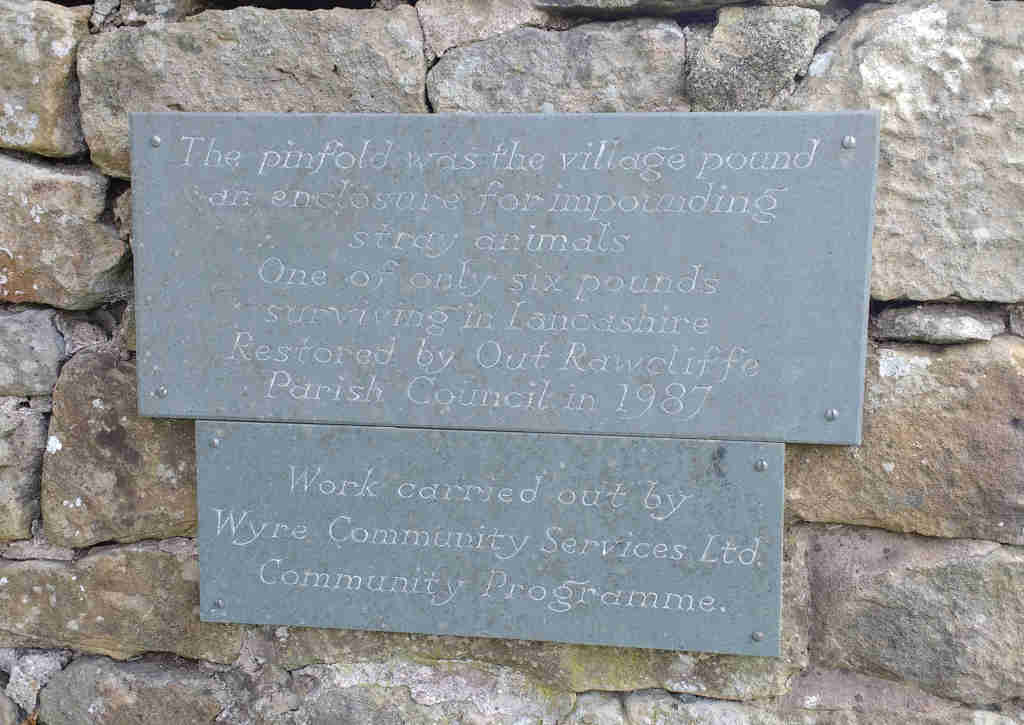 The pinfold was the village pound
an enclosure for impounding
stray animals
One of only six pounds
surviving in Lancashire
Restored by Out Rawcliffe
Parish Council in 1987
Work carried out by
Wyre Community Services Ltd.
Community Programme.